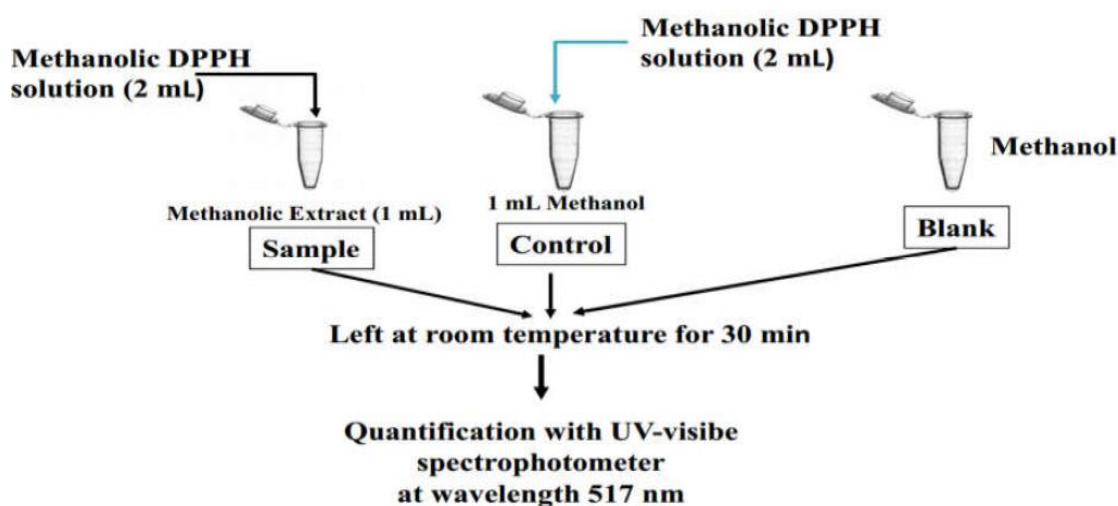 Methanolic DPPH
solution (2 mL)
Methanolic DPPH
solution (2 mL)
Methanol
Methanolic Extract (1 mL)
1 mL Methanol
Sample
Control
Blank
Left at room temperature for 30 min
Quantification with UV-visibe
spectrophotometer
at wavelength 517 nm